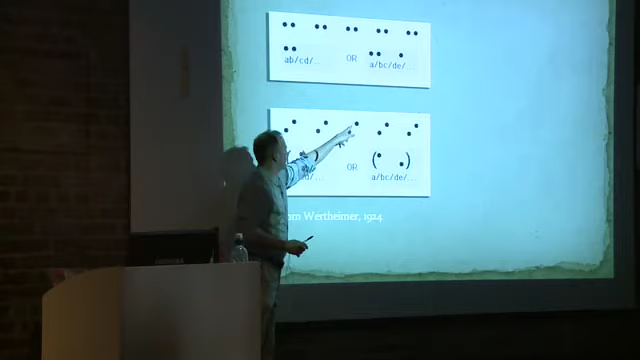 ab/cd/..
OR
a/bc/de/...
d/...
OR
a/bc/de/...
om Wertheimer, 1924